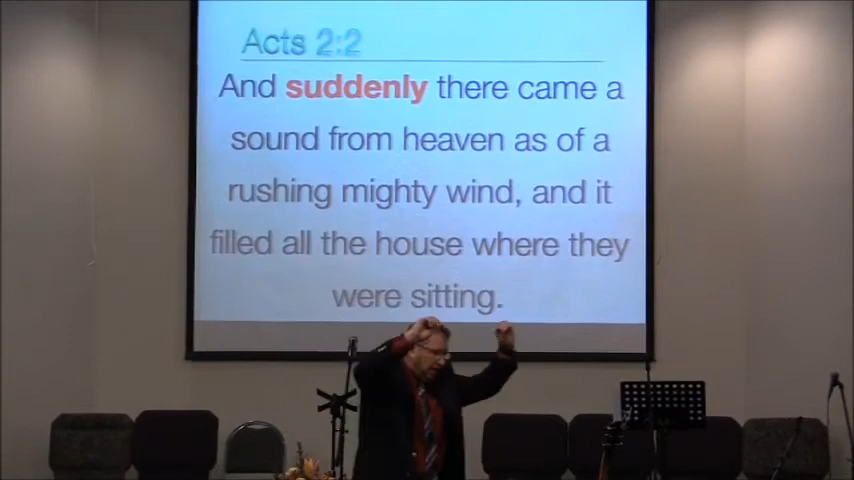 Acts 2:2
And suddenly there came a
sound from heaven as of a
rushing mighty wind, and it
filled all the house where they
were sitting.